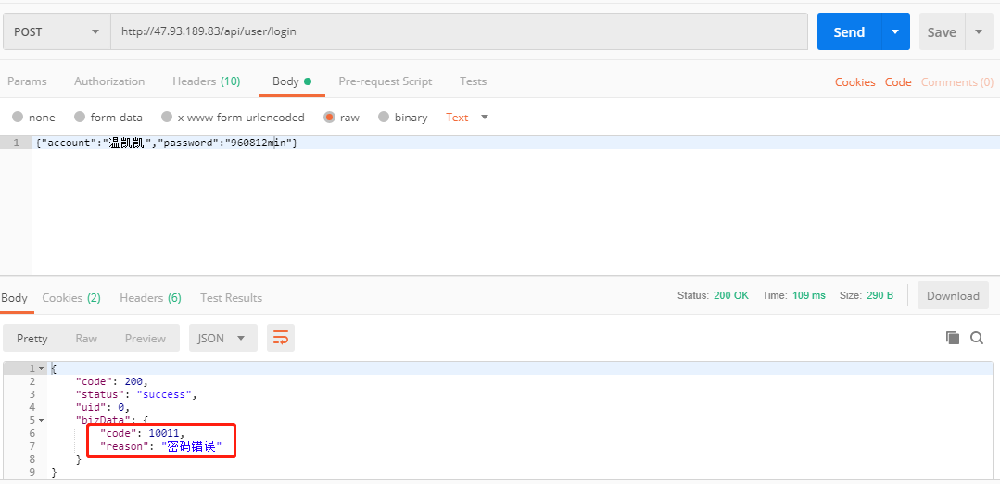 POST http://47.93.189.83/api/user/login Send Save
Params Authorization Headers (10) Body Pre-request Script Tests Cookies Code Comments (0)
none form-data x-www-form-urlencoded raw binary Text
1 {"account":"温凯凯","password":"960812min"}
Body Cookies (2) Headers (6) Test Results Status: 200 OK Time: 109 ms Size: 290 B Download
Pretty Raw Preview JSON
1 {
2 "code": 200,
3 "status": "success",
4 "uid": 0,
5 "bizData": {
6 "code": 10011,
7 "reason": "密码错误"
8 }
9 }